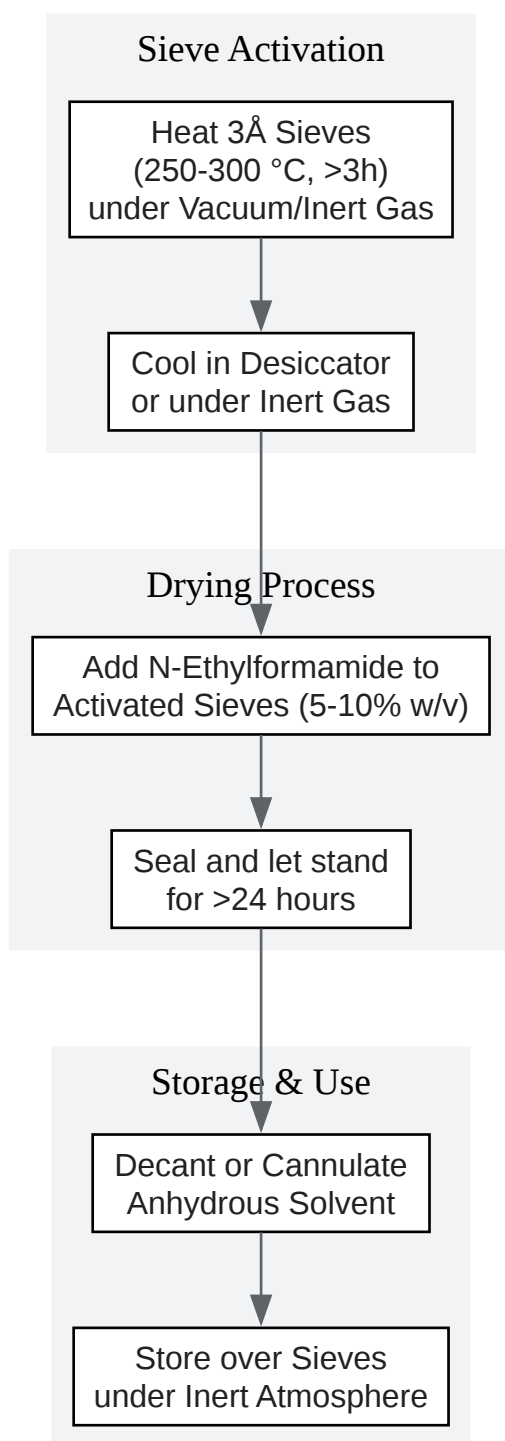 Sieve Activation
Heat 3Å Sieves
(250-300 °C, >3h)
under Vacuum/Inert Gas
Cool in Desiccator
or under Inert Gas
Drying Process
Add N-Ethylformamide to
Activated Sieves (5-10% w/v)
Seal and let stand
for >24 hours
Storage & Use
Decant or Cannulate
Anhydrous Solvent
Store over Sieves
under Inert Atmosphere